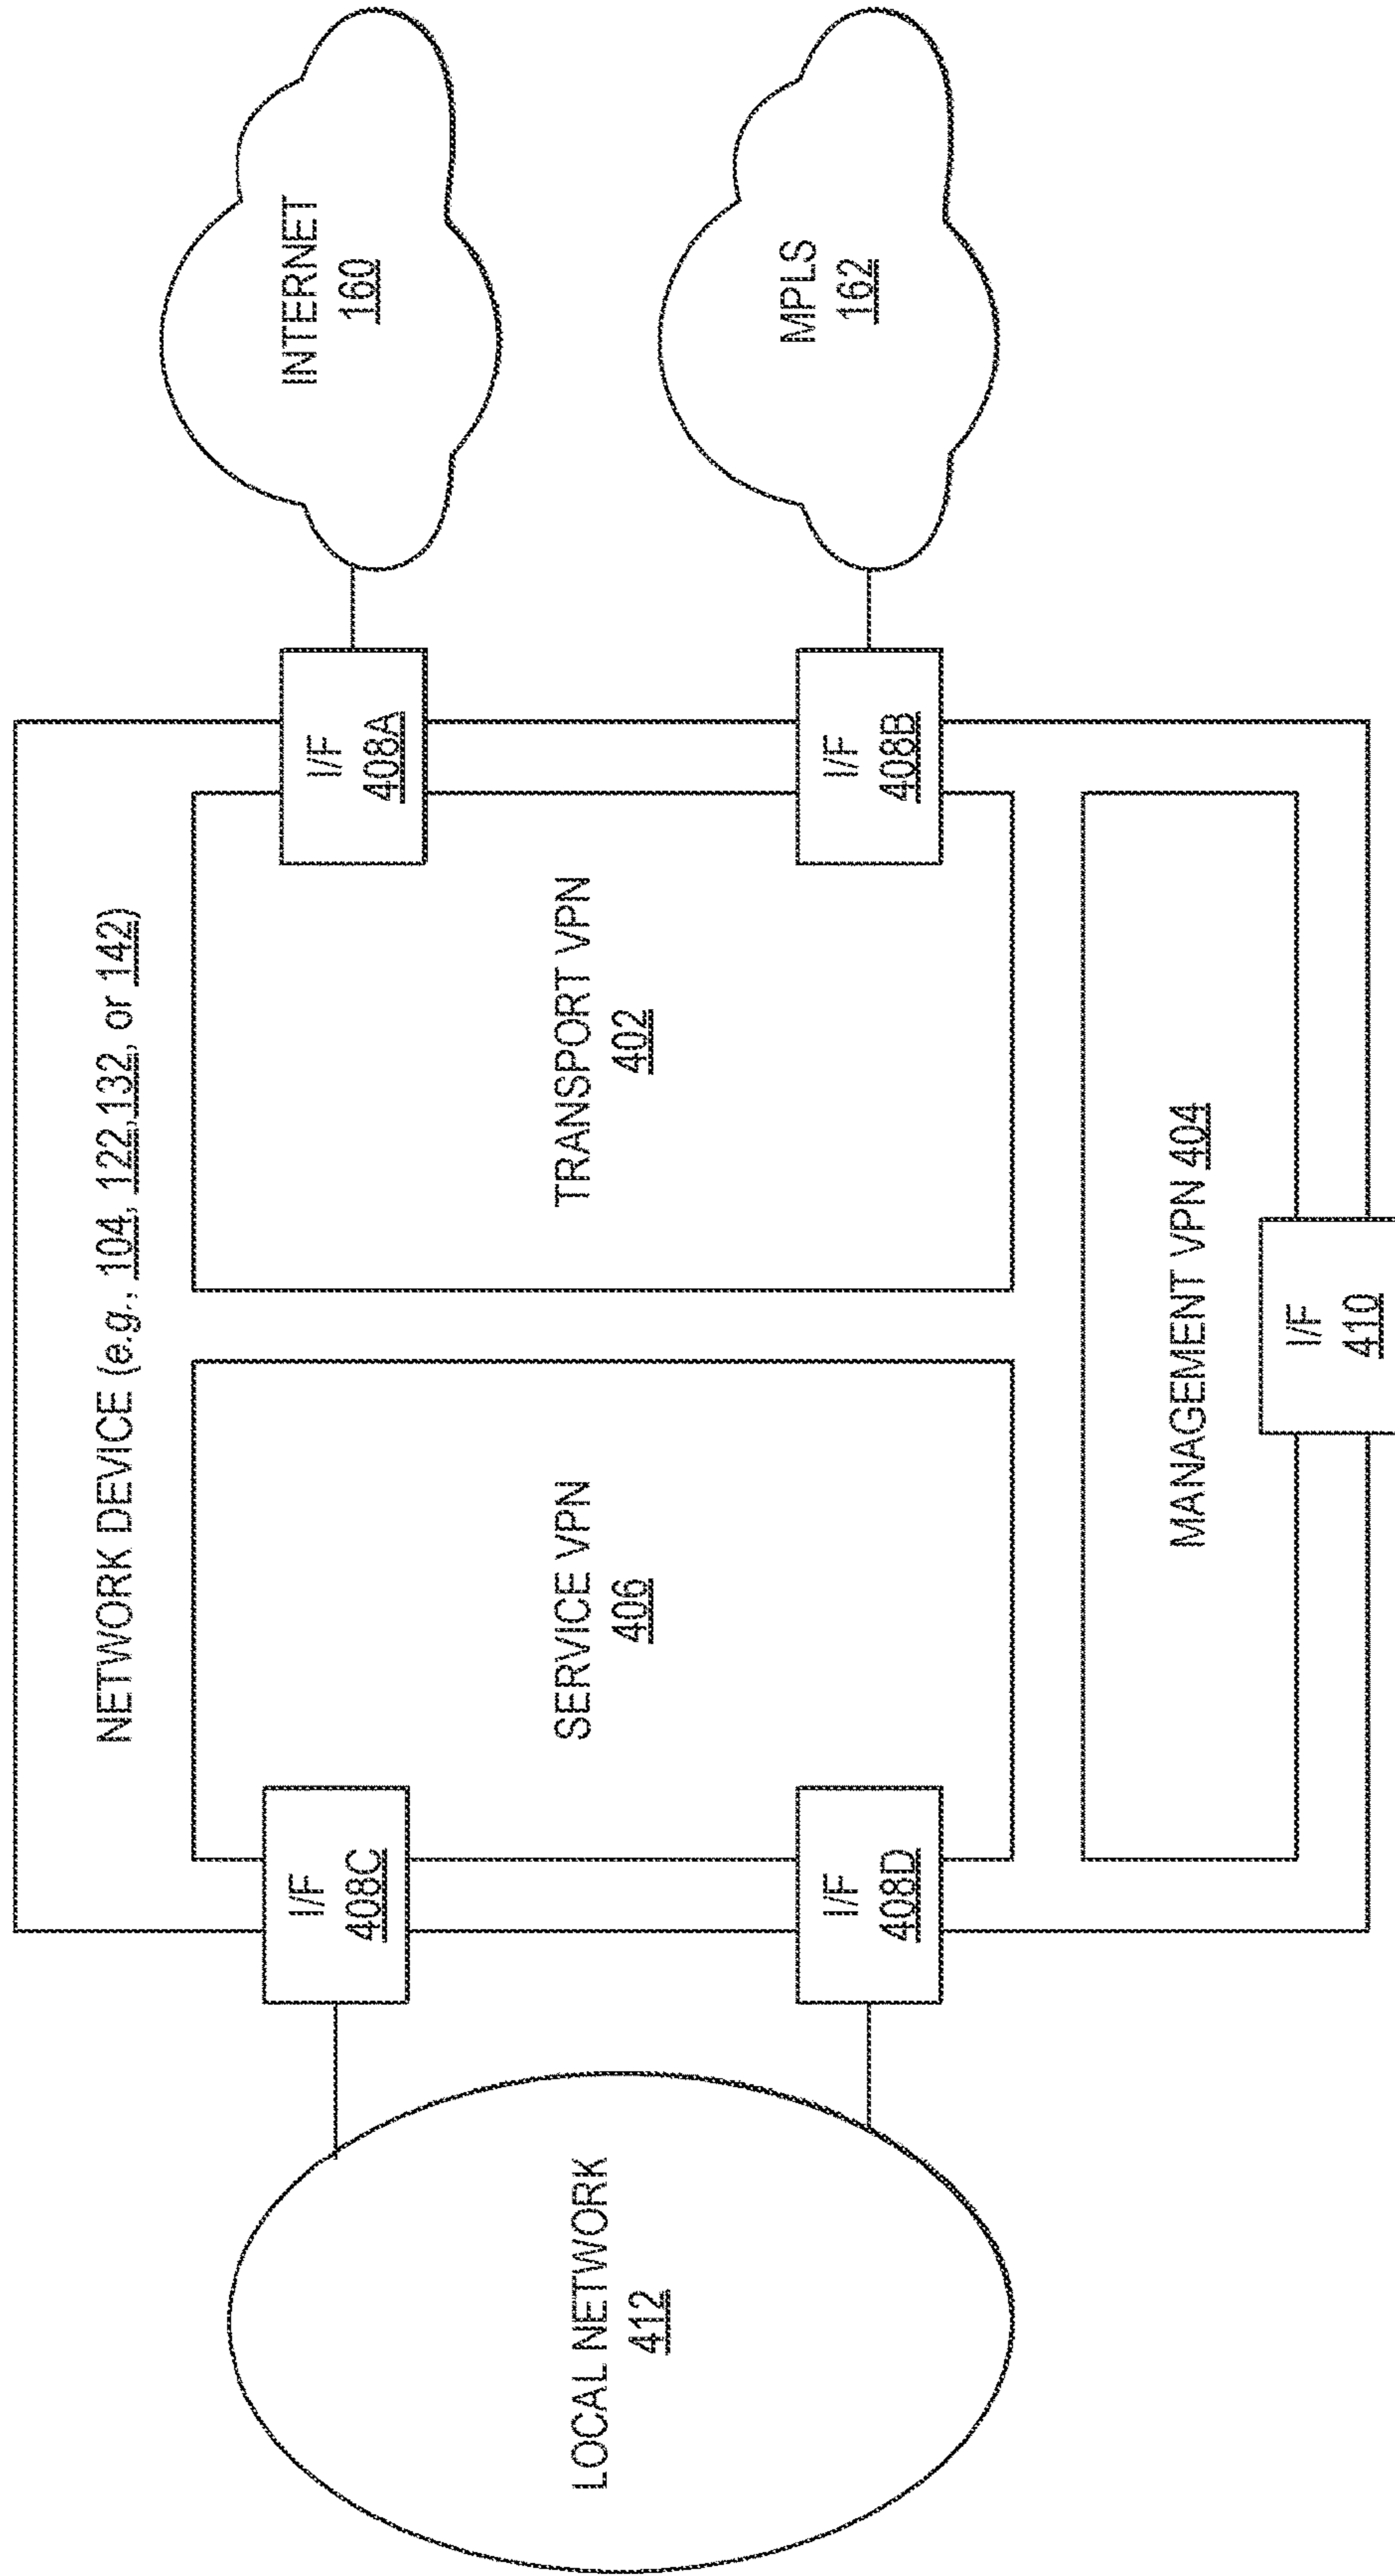 NETWORK DEVICE (e.g., 104, 122,132, or 142)
LOCAL NETWORK
412
I/F
408C
I/F
408D
SERVICE VPN
406
TRANSPORT VPN
402
I/F
408A
I/F
408B
INTERNET
160
MPLS
162
MANAGEMENT VPN 404
I/F
410